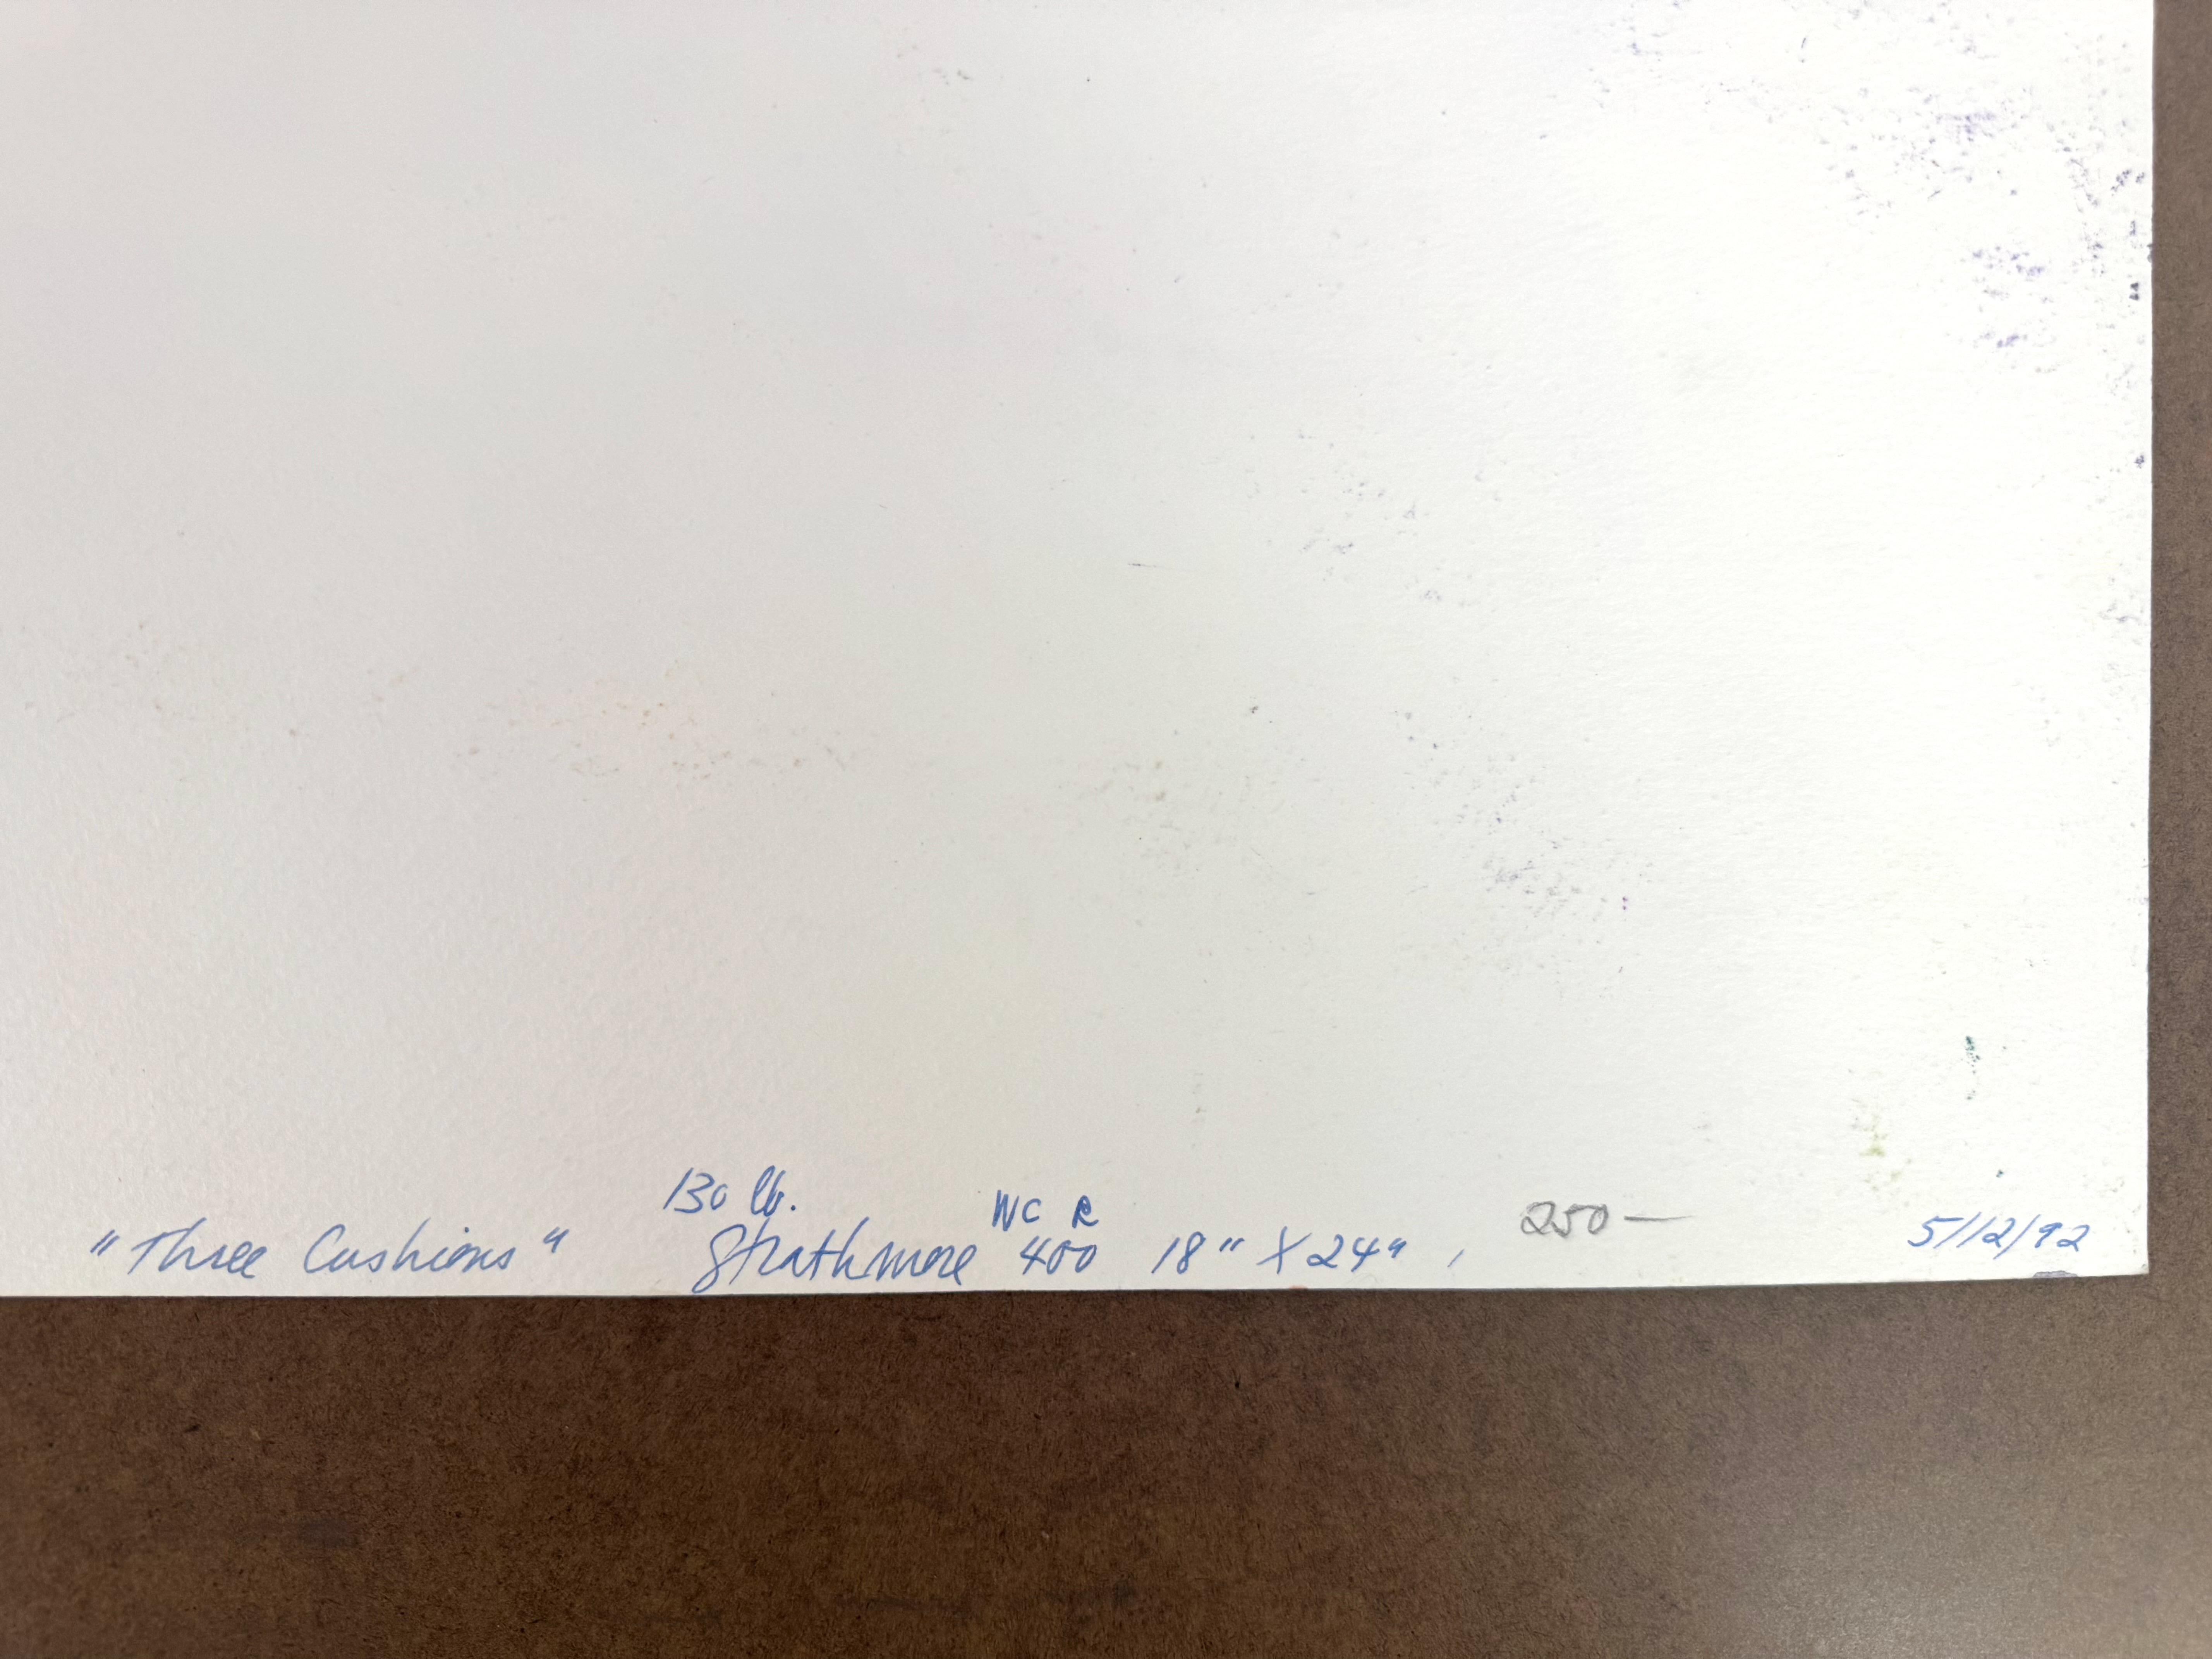 130 lb.
WC R
"Three Cushions" Strathmore 400 18" X 24" , 250— 5/12/92